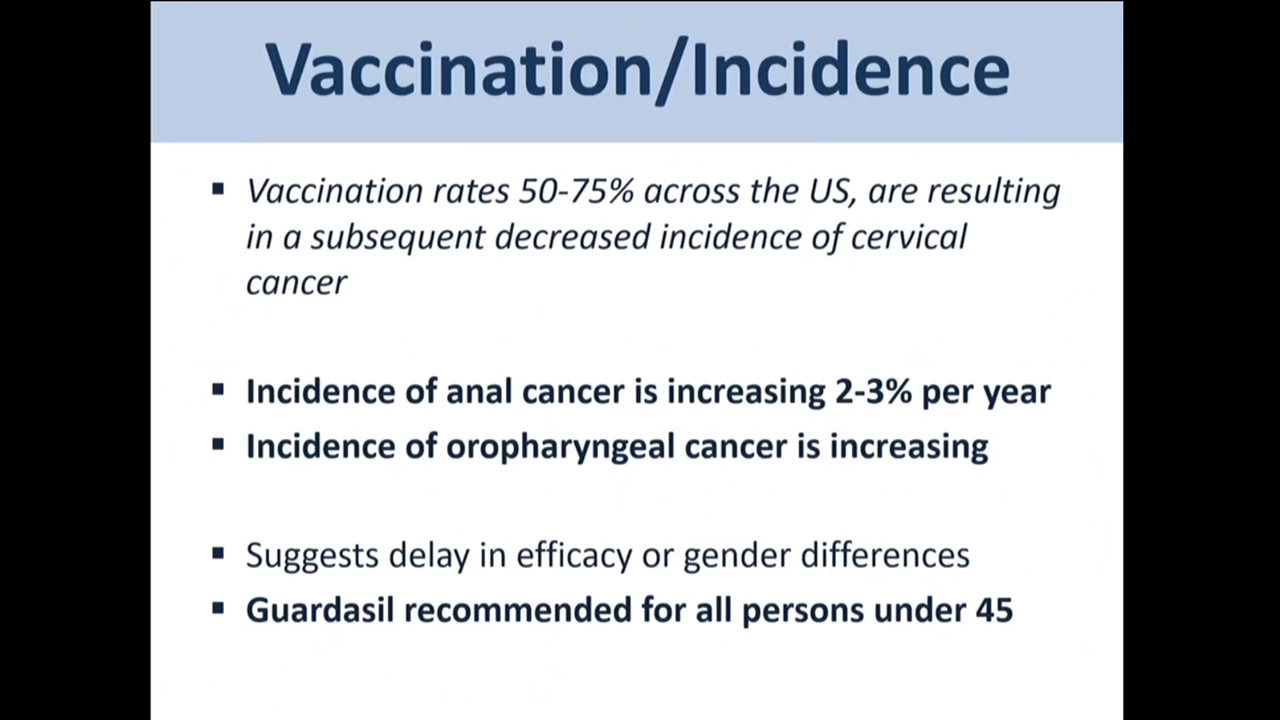 Vaccination/Incidence
▪ Vaccination rates 50-75% across the US, are resulting
in a subsequent decreased incidence of cervical
cancer
▪ Incidence of anal cancer is increasing 2-3% per year
▪ Incidence of oropharyngeal cancer is increasing
▪ Suggests delay in efficacy or gender differences
▪ Guardasil recommended for all persons under 45